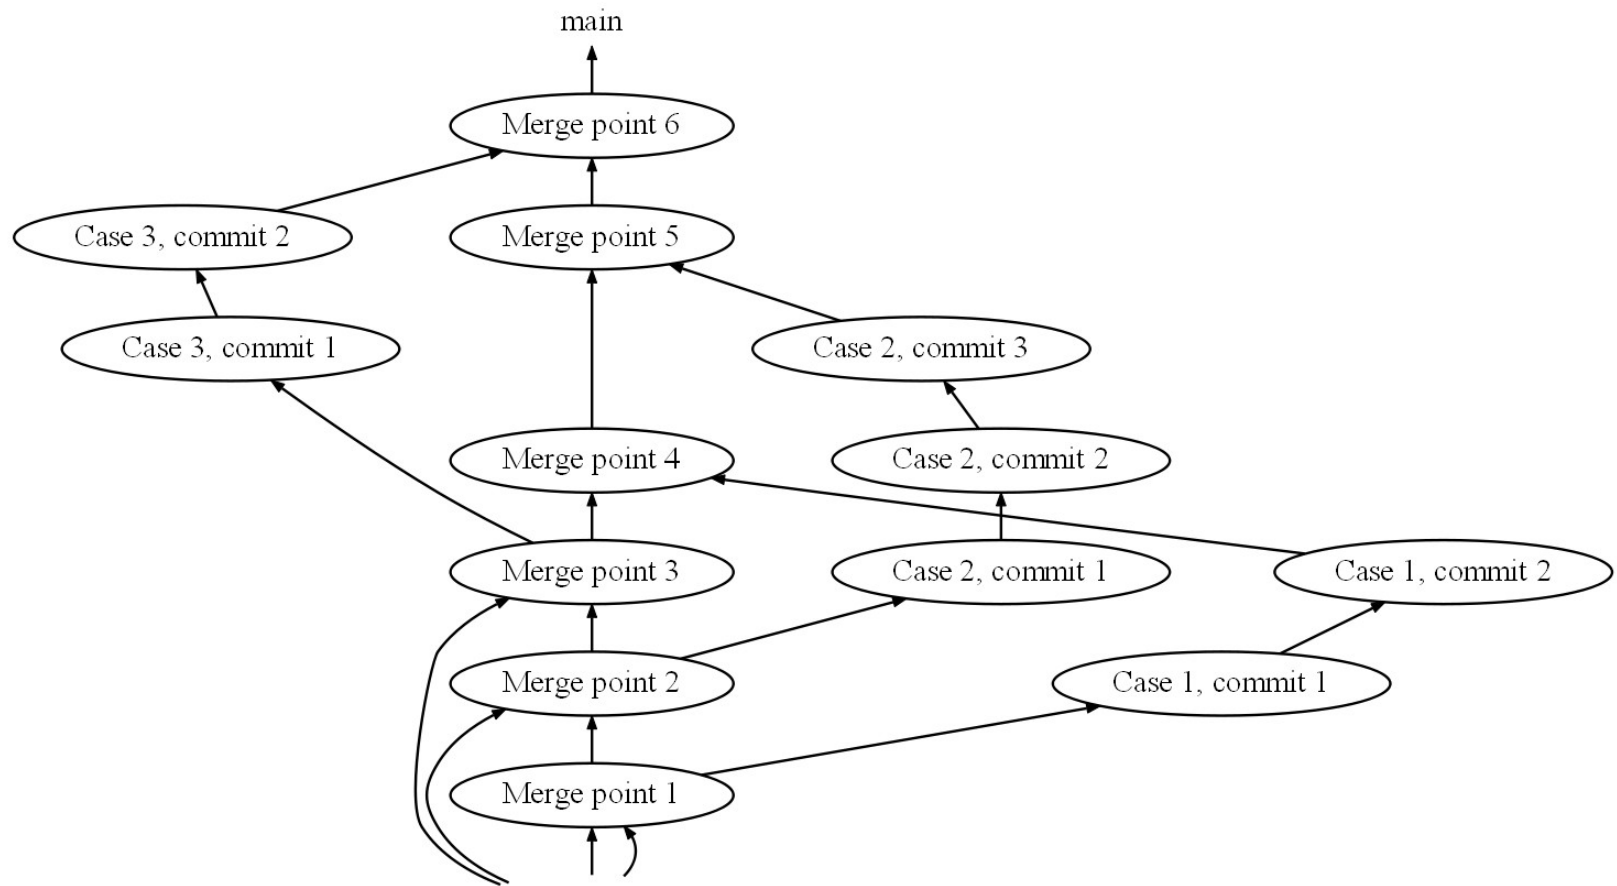 main
Merge point 6
Case 3, commit 2
Merge point 5
Case 3, commit 1
Case 2, commit 3
Merge point 4
Case 2, commit 2
Merge point 3
Case 2, commit 1
Case 1, commit 2
Merge point 2
Case 1, commit 1
Merge point 1